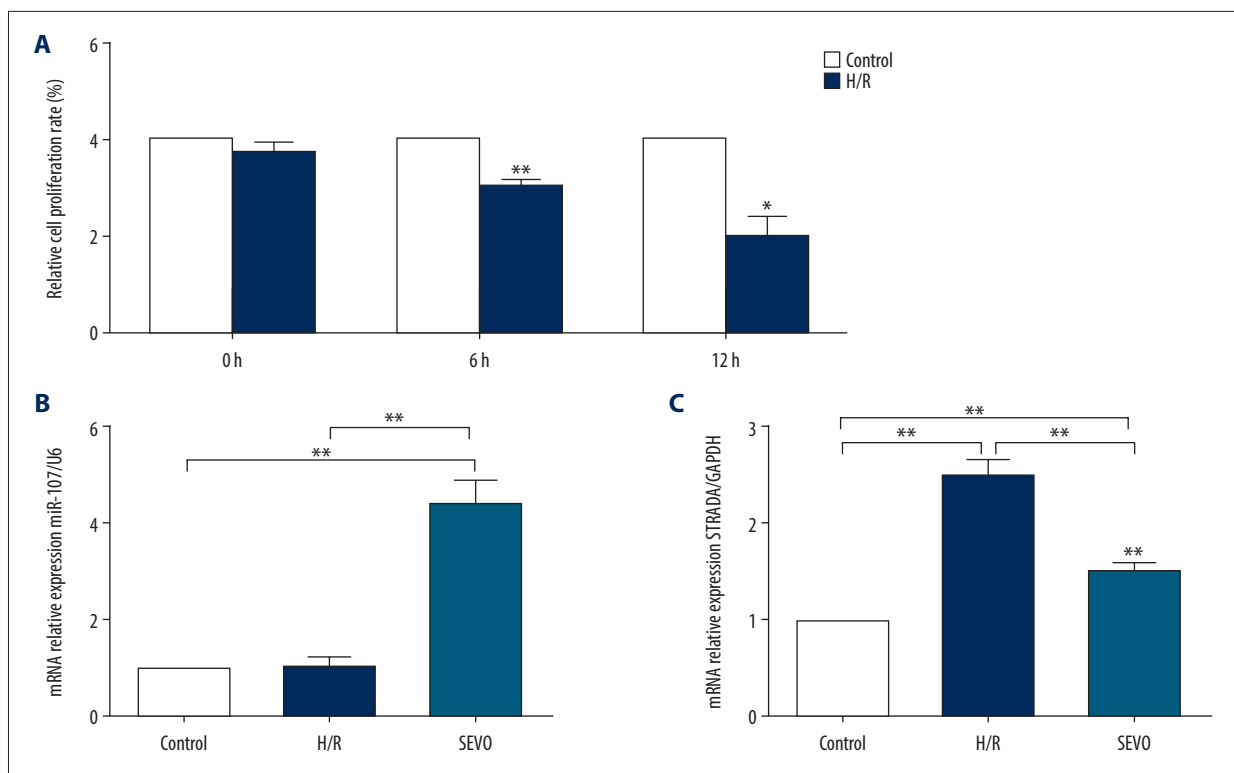 A
Relative cell proliferation rate (%)
6
4
2
0
Control
H/R
**
*
0 h
6 h
12 h
B
mRNA relative expression miR-107/U6
6
4
2
0
**
**
Control
H/R
SEVO
C
mRNA relative expression STRADA/GAPDH
3
2
1
0
**
**
**
**
Control
H/R
SEVO